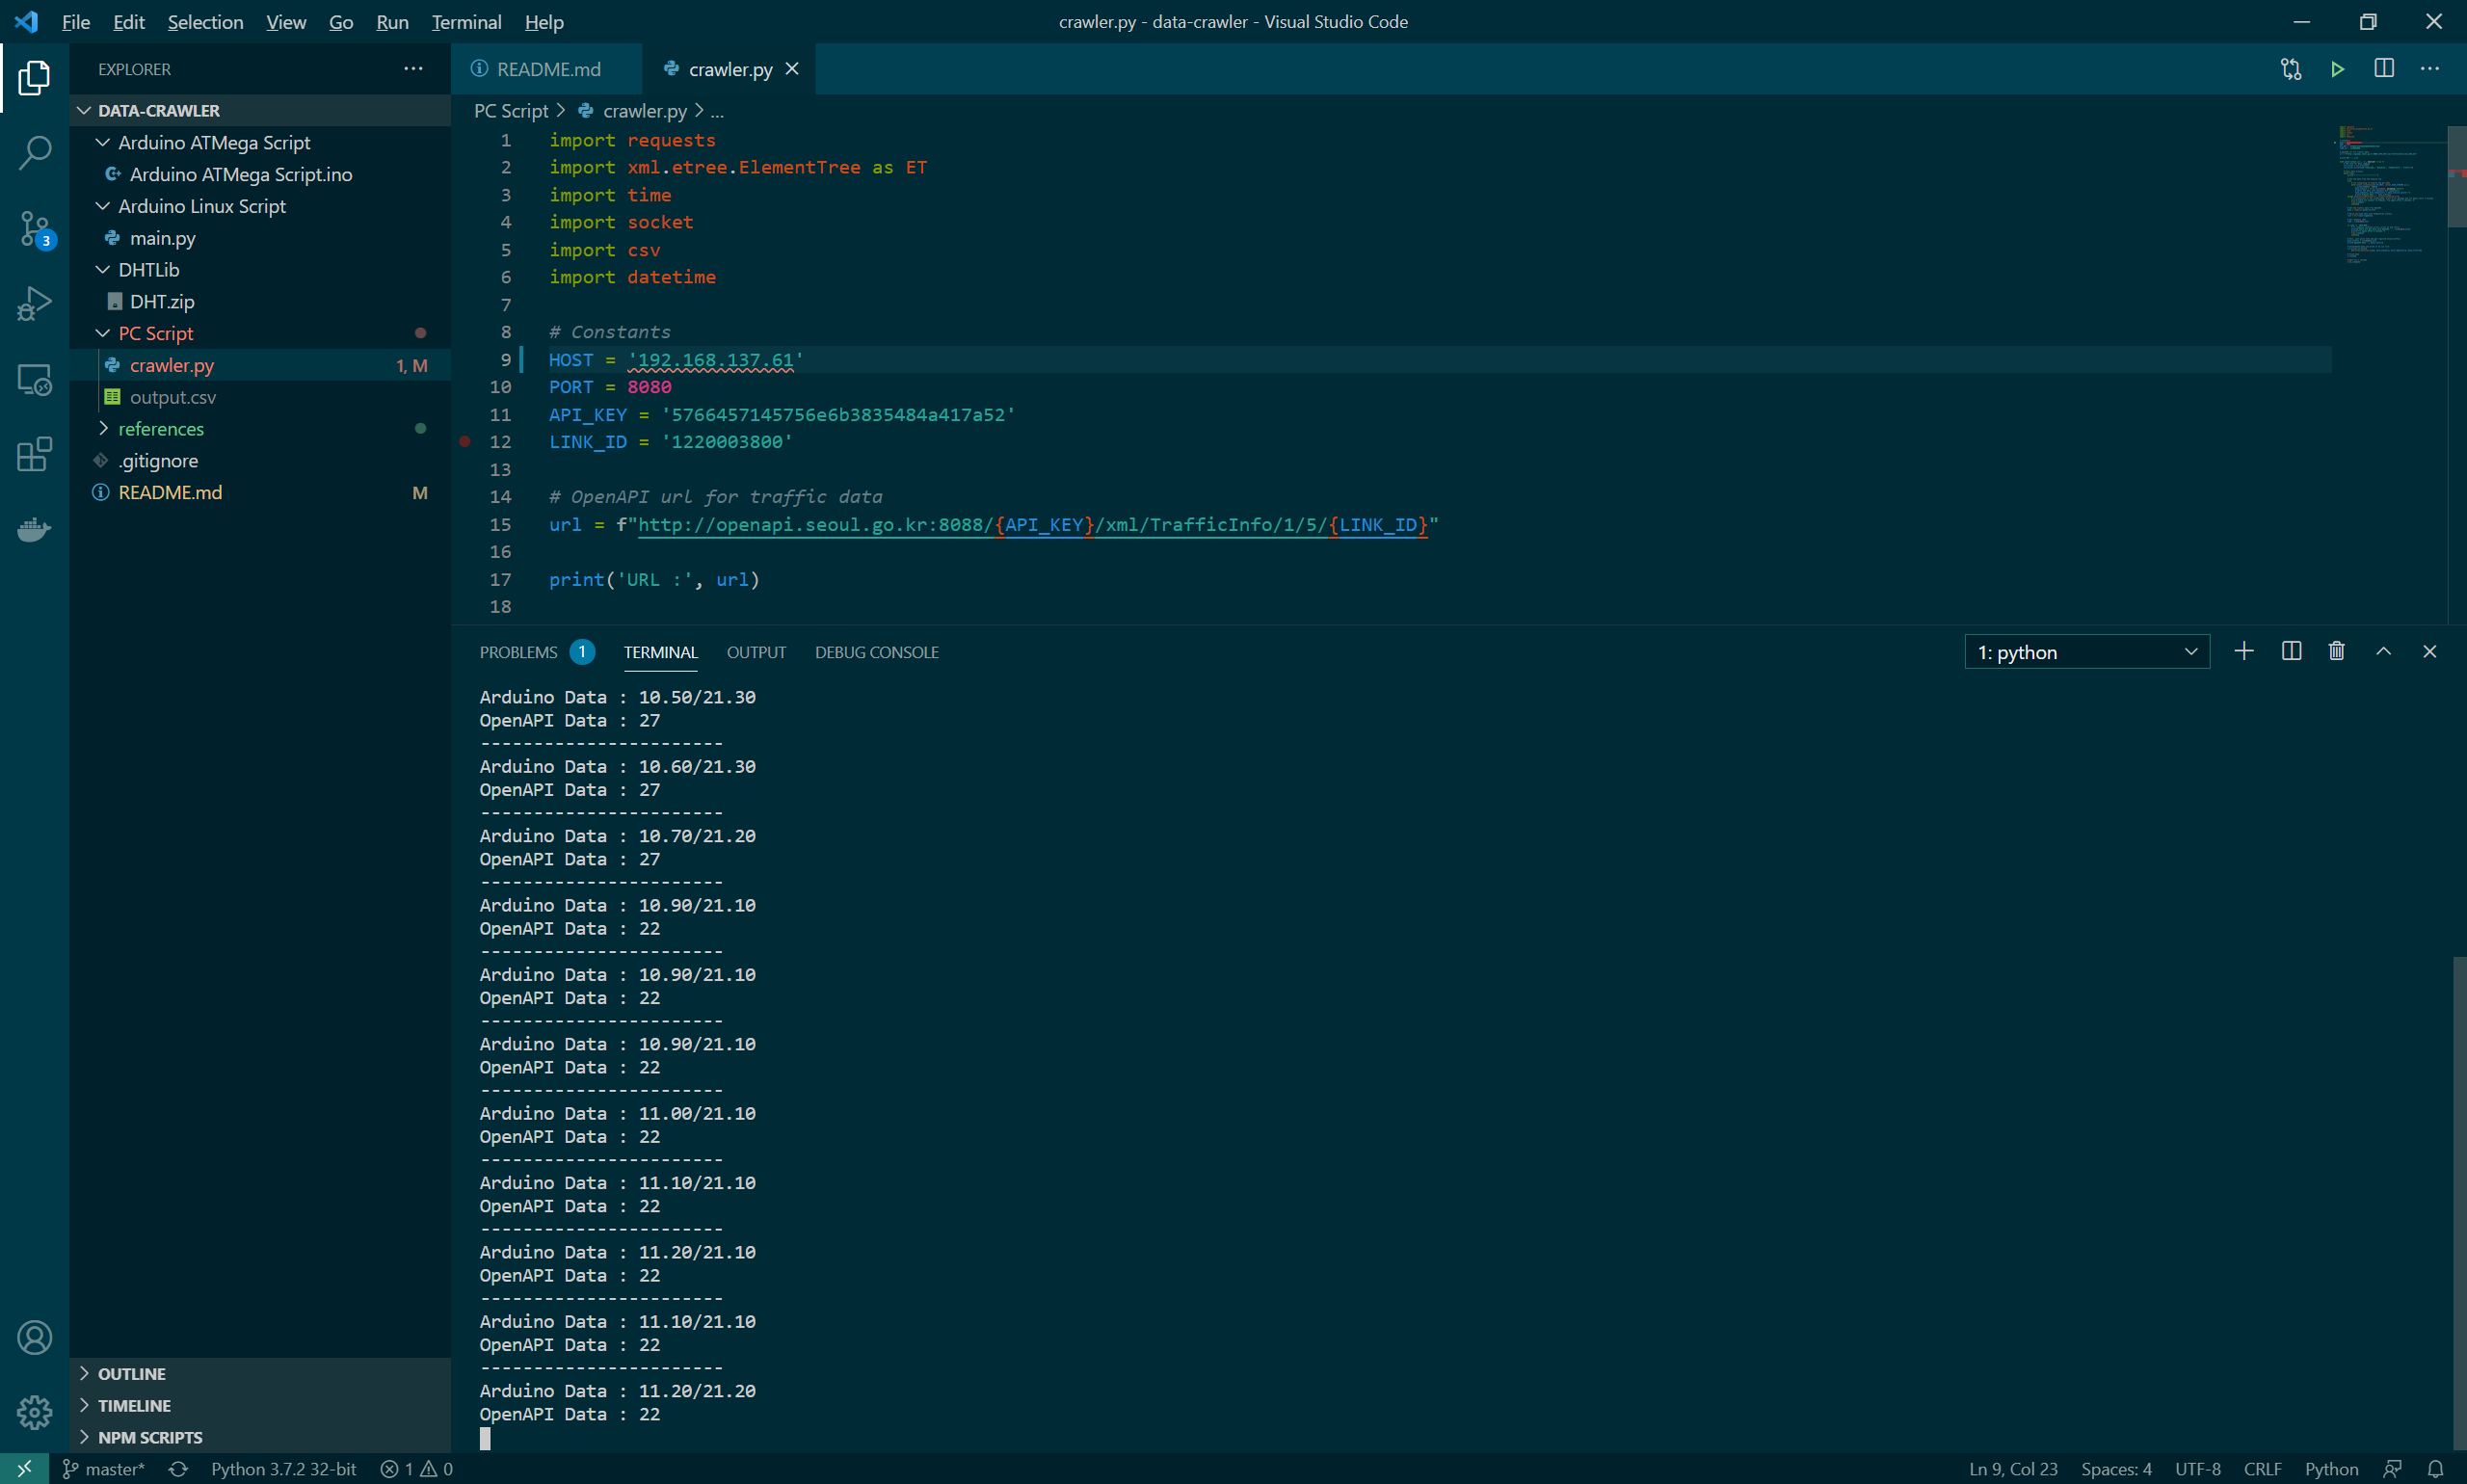 File Edit Selection View Go Run Terminal Help
crawler.py - data-crawler - Visual Studio Code
EXPLORER
DATA-CRAWLER
Arduino ATMega Script
Arduino ATMega Script.ino
Arduino Linux Script
main.py
DHTLib
DHT.zip
PC Script
crawler.py 1, M
output.csv
references
.gitignore
README.md M
OUTLINE
TIMELINE
NPM SCRIPTS
3
README.md crawler.py
PC Script > crawler.py > ...
1 import requests
2 import xml.etree.ElementTree as ET
3 import time
4 import socket
5 import csv
6 import datetime
7
8 # Constants
9 HOST = '192.168.137.61'
10 PORT = 8080
11 API_KEY = '5766457145756e6b3835484a417a52'
12 LINK_ID = '1220003800'
13
14 # OpenAPI url for traffic data
15 url = f"http://openapi.seoul.go.kr:8088/{API_KEY}/xml/TrafficInfo/1/5/{LINK_ID}"
16
17 print('URL :', url)
18
PROBLEMS 1 TERMINAL OUTPUT DEBUG CONSOLE
1: python
Arduino Data : 10.50/21.30
OpenAPI Data : 27
-----------------------
Arduino Data : 10.60/21.30
OpenAPI Data : 27
-----------------------
Arduino Data : 10.70/21.20
OpenAPI Data : 27
-----------------------
Arduino Data : 10.90/21.10
OpenAPI Data : 22
-----------------------
Arduino Data : 10.90/21.10
OpenAPI Data : 22
-----------------------
Arduino Data : 10.90/21.10
OpenAPI Data : 22
-----------------------
Arduino Data : 11.00/21.10
OpenAPI Data : 22
-----------------------
Arduino Data : 11.10/21.10
OpenAPI Data : 22
-----------------------
Arduino Data : 11.20/21.10
OpenAPI Data : 22
-----------------------
Arduino Data : 11.10/21.10
OpenAPI Data : 22
-----------------------
Arduino Data : 11.20/21.20
OpenAPI Data : 22
master* Python 3.7.2 32-bit 1 0 Ln 9, Col 23 Spaces: 4 UTF-8 CRLF Python